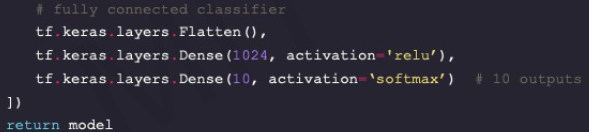 # fully connected classifier
tf.keras.layers.Flatten(),
tf.keras.layers.Dense(1024, activation='relu’),
tf.keras.layers.Dense(10, activation=‘softmax’)  # 10 outputs
])
return model